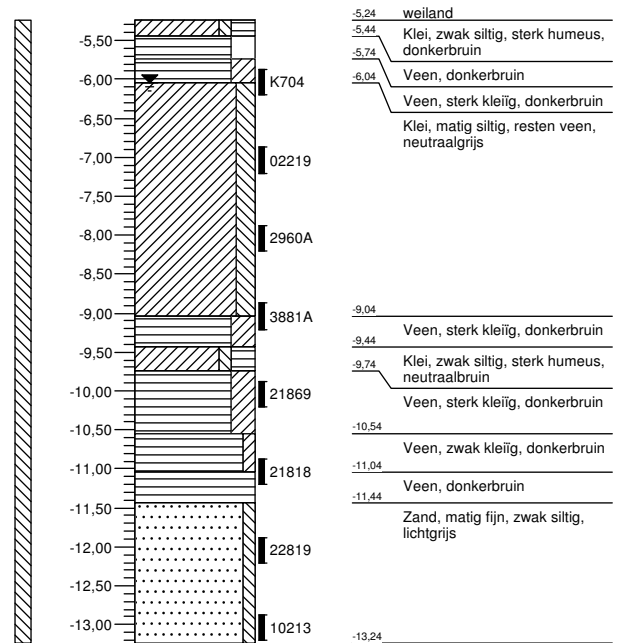 -5,24 weiland
-5,44 Klei, zwak siltig, sterk humeus,
donkerbruin
-5,74 Veen, donkerbruin
-6,04 Veen, sterk kleiïg, donkerbruin
Klei, matig siltig, resten veen,
neutraalgrijs
-9,04
Veen, sterk kleiïg, donkerbruin
-9,44
Klei, zwak siltig, sterk humeus,
neutraalbruin
-9,74
Veen, sterk kleiïg, donkerbruin
-10,54
Veen, zwak kleiïg, donkerbruin
-11,04
Veen, donkerbruin
-11,44
Zand, matig fijn, zwak siltig,
lichtgrijs
-13,24
-5,50
-6,00
-6,50
-7,00
-7,50
-8,00
-8,50
-9,00
-9,50
-10,00
-10,50
-11,00
-11,50
-12,00
-12,50
-13,00
K704
02219
2960A
3881A
21869
21818
22819
10213